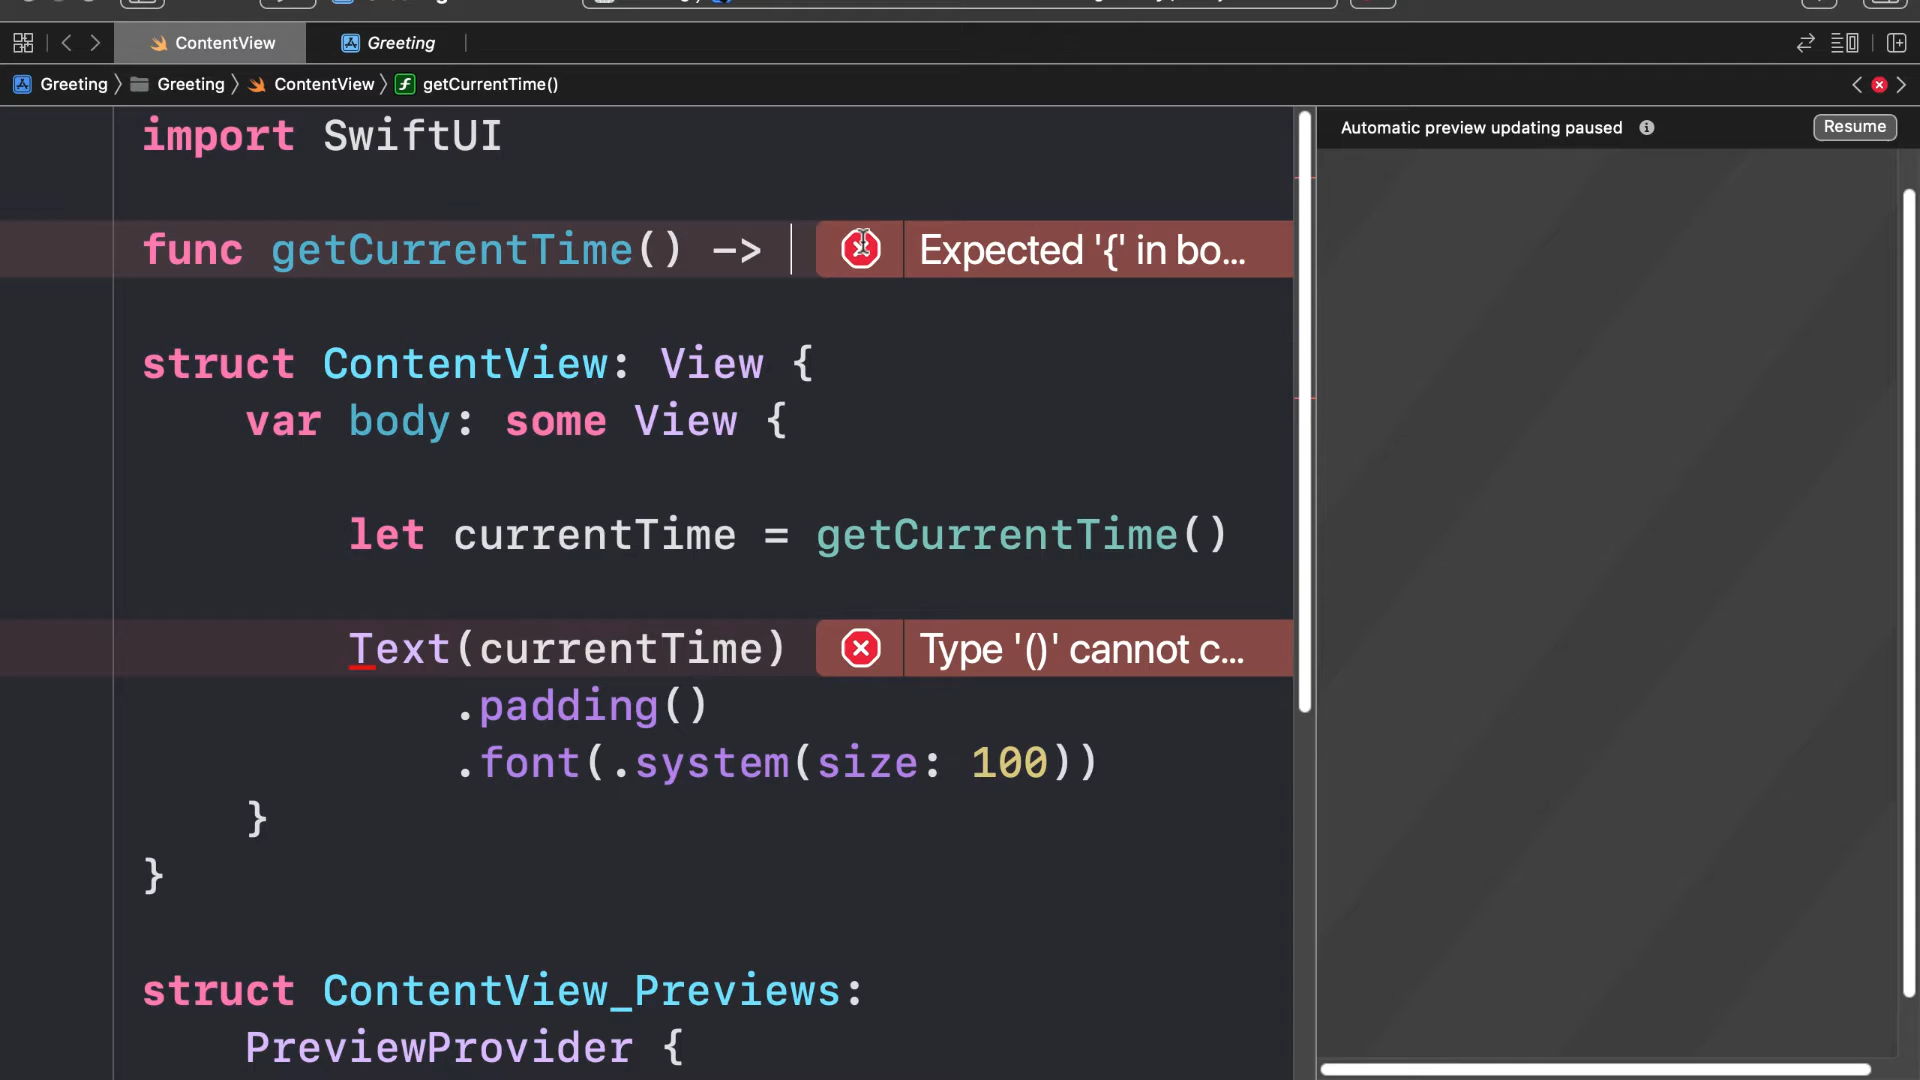 ContentView
Greeting
Greeting
Greeting
ContentView
getCurrentTime()
import SwiftUI
Automatic preview updating paused
Resume
func getCurrentTime() ->
Expected '{' in bo...
struct ContentView: View {
var body: some View {
let currentTime = getCurrentTime()
Text(currentTime)
Type '()' cannot c...
.padding()
.font(.system(size: 100))
}
}
struct ContentView_Previews:
PreviewProvider {